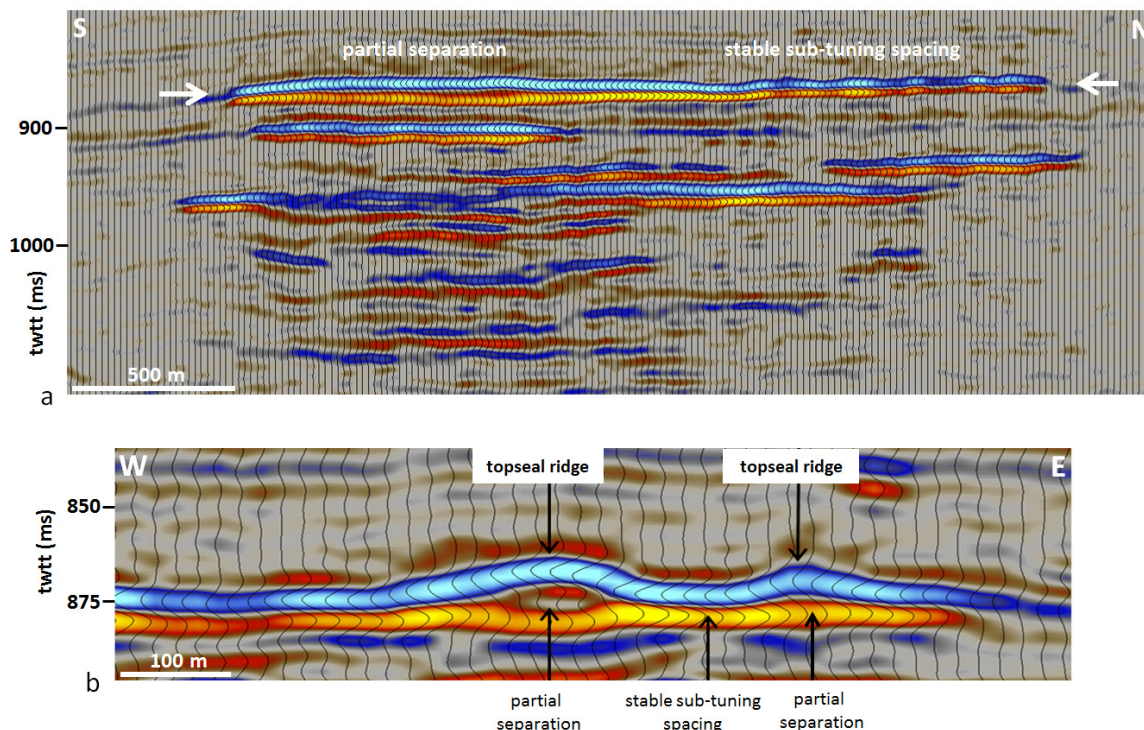 S
N
partial separation
stable sub-tuning spacing
900
1000
twtt (ms)
500 m
a
W
E
topseal ridge
topseal ridge
850
875
twtt (ms)
100 m
b
partial
separation
stable sub-tuning
spacing
partial
separation